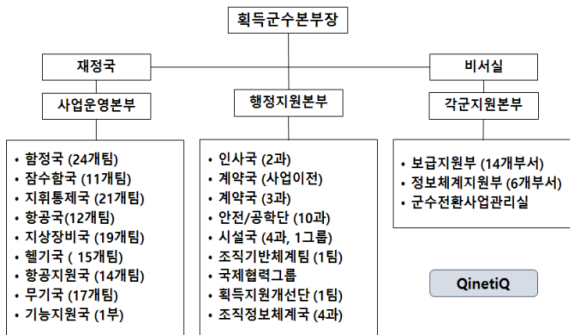 획득군수본부장
재정국
비서실
사업운영본부
행정지원본부
각군지원본부
• 함정국 (24개팀)
• 잠수함국 (11개팀)
• 지휘통제국 (21개팀)
• 항공국(12개팀)
• 지상장비국 (19개팀)
• 헬기국 ( 15개팀)
• 항공지원국 (14개팀)
• 무기국 (17개팀)
• 기능지원국 (1부)
• 인사국 (2과)
• 계약국 (사업이전)
• 계약국 (3과)
• 안전/공학단 (10과)
• 시설국 (4과, 1그룹)
• 조직기반체계팀 (1팀)
• 국제협력그룹
• 획득지원개선단 (1팀)
• 조직정보체계국 (4과)
• 보급지원부 (14개부서)
• 정보체계지원부 (6개부서)
• 군수전환사업관리실
QinetiQ